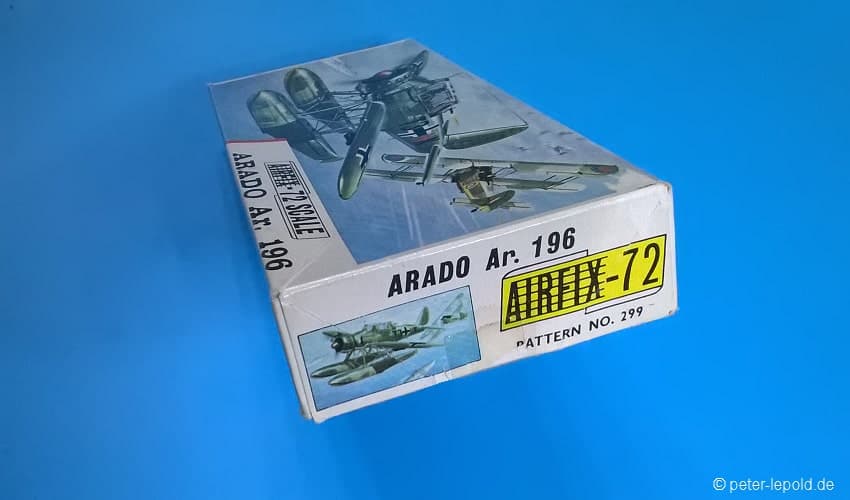 AIRFIX-72 SCALE
ARADO Ar. 196
ARADO Ar. 196
AIRFIX-72
PATTERN NO. 299
© peter-lepold.de